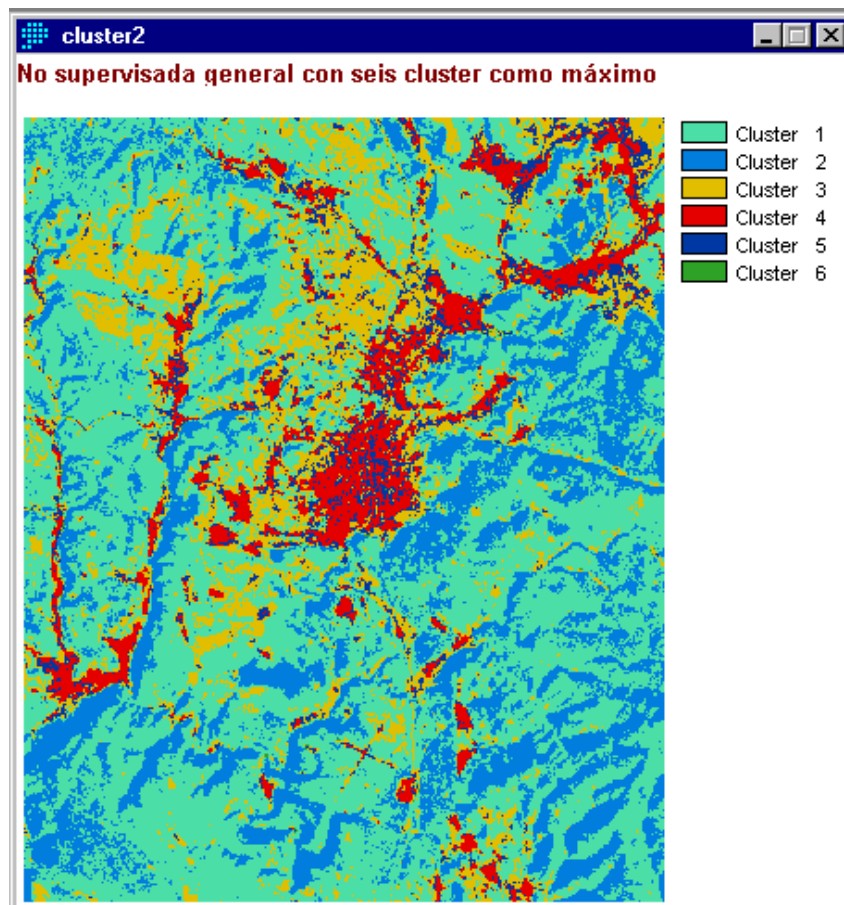 cluster2
No supervisada general con seis cluster como máximo
Cluster 1
Cluster 2
Cluster 3
Cluster 4
Cluster 5
Cluster 6